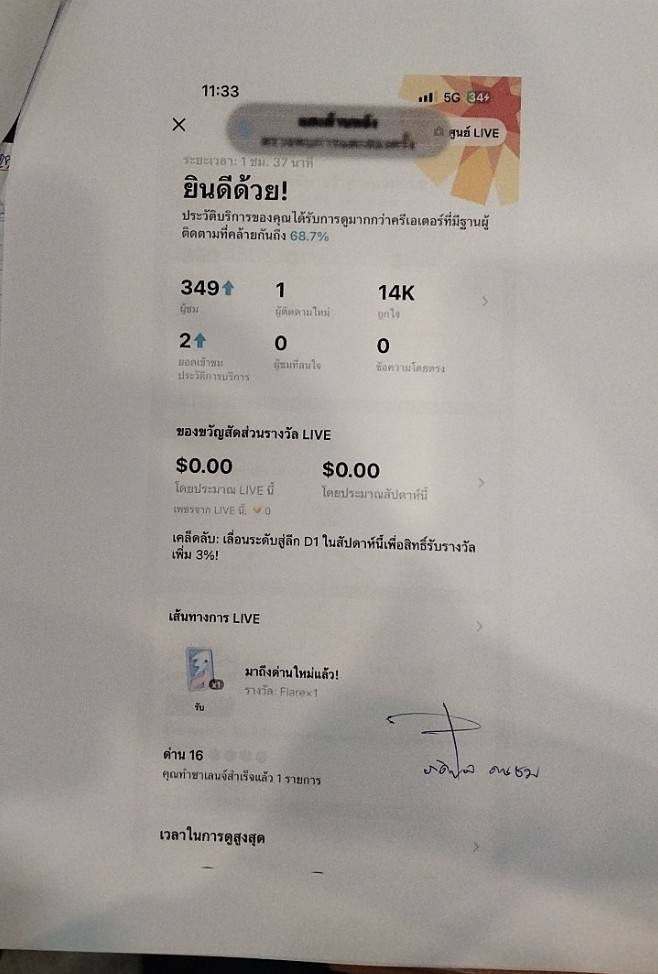 11:33
5G 34
สูนย์ LIVE
ระยะเวลา: 1 ชม. 37 นาที
ยินดีด้วย!
ประวัติบริการของคุณได้รับการดูมากกว่าครีเอเตอร์ที่มีฐานผู้
ติดตามที่คล้ายกันถึง 68.7%
349 1 14K
ผู้ชม ผู้ติดตามใหม่ ถูกใจ
2 0 0
ยอดเข้าชม ผู้ชมที่สนใจ ข้อความโดยตรง
ประวัติการบริการ
ของขวัญสัดส่วนรางวัล LIVE
$0.00 $0.00
โดยประมาณ LIVE นี้ โดยประมาณสัปดาห์นี้
เพชรจาก LIVE นี้: 0
เคล็ดลับ: เลื่อนระดับสู่ลีก D1 ในสัปดาห์นี้เพื่อสิทธิ์รับรางวัล
เพิ่ม 3%!
เส้นทางการ LIVE
มาถึงด่านใหม่แล้ว!
x1
รางวัล: Flare×1
รับ
ด่าน 16
คุณทำชาเลนจ์สำเร็จแล้ว 1 รายการ
เวลาในการดูสูงสุด